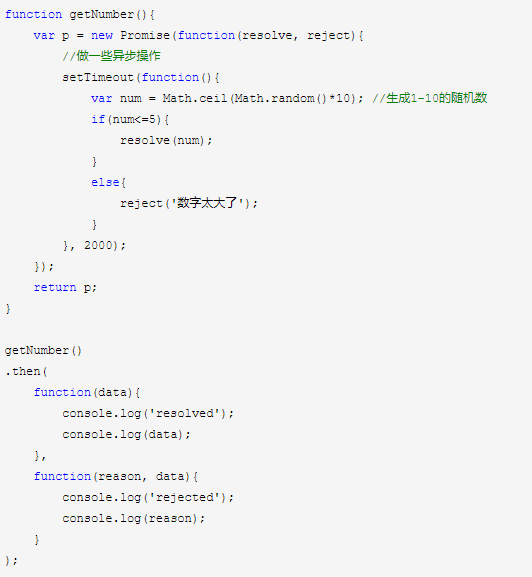 function getNumber(){
    var p = new Promise(function(resolve, reject){
        //做一些异步操作
        setTimeout(function(){
            var num = Math.ceil(Math.random()*10); //生成1-10的随机数
            if(num<=5){
                resolve(num);
            }
            else{
                reject('数字太大了');
            }
        }, 2000);
    });
    return p;
}

getNumber()
.then(
    function(data){
        console.log('resolved');
        console.log(data);
    },
    function(reason, data){
        console.log('rejected');
        console.log(reason);
    }
);